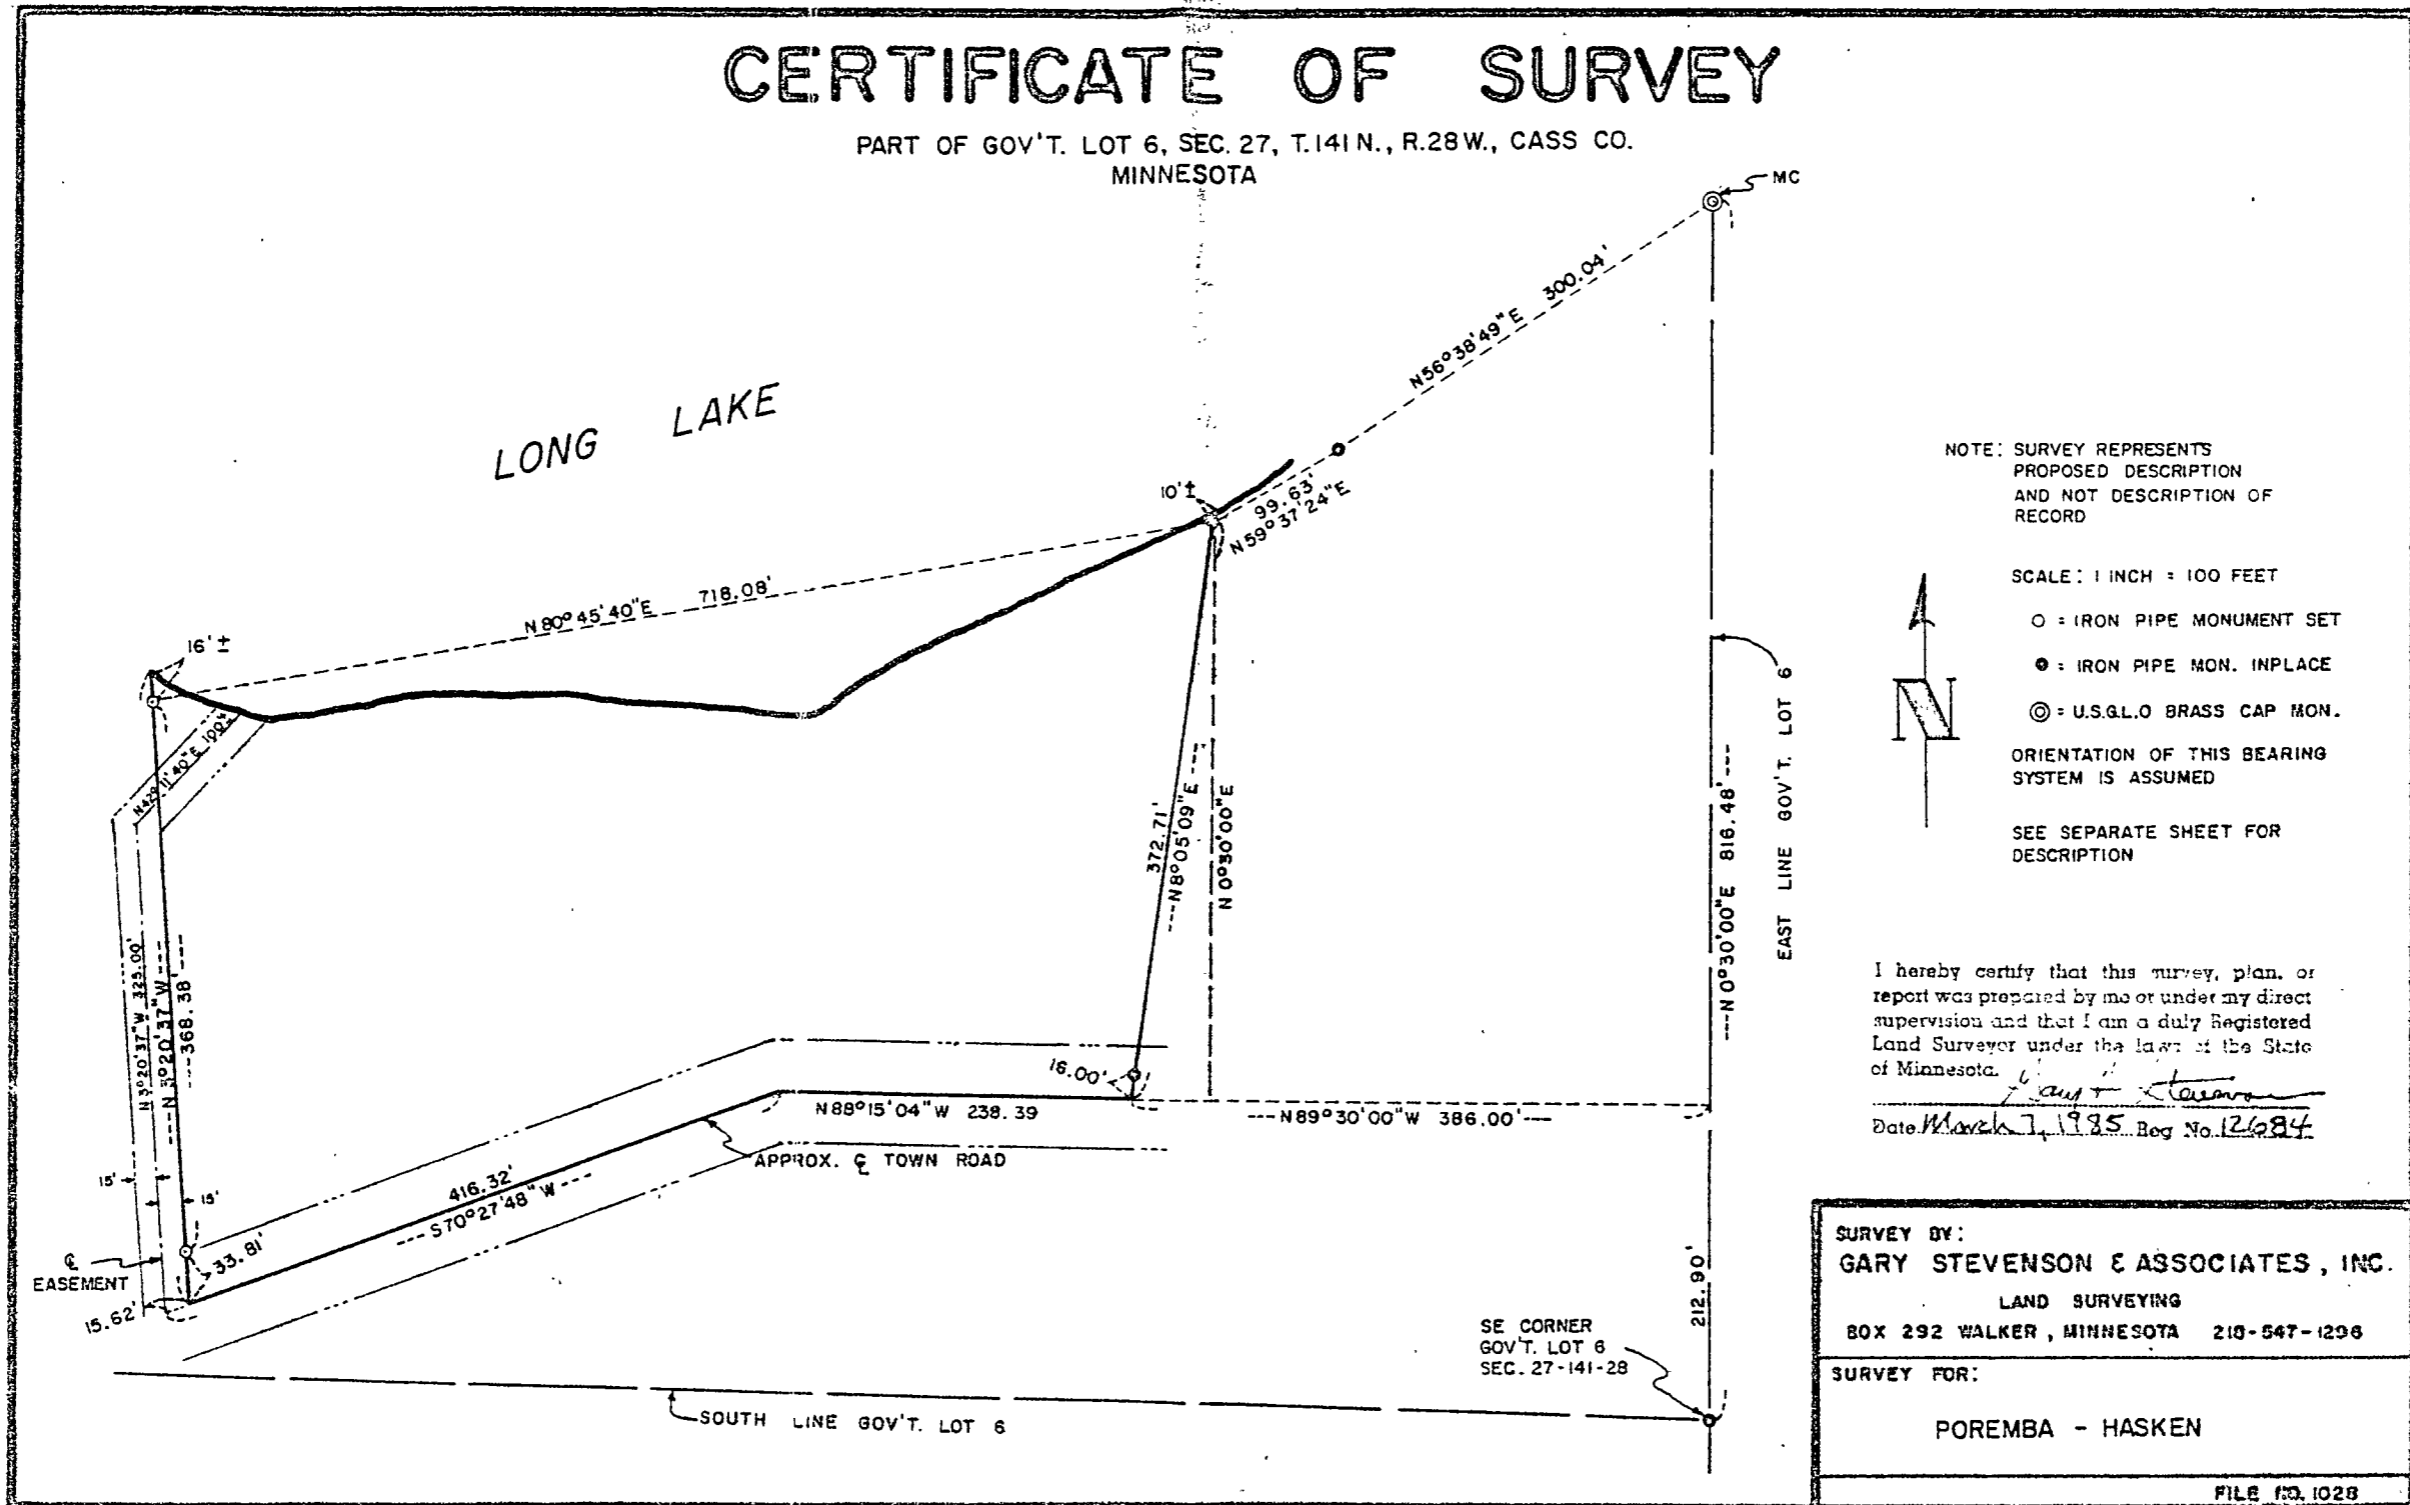 CERTIFICATE OF SURVEY
PART OF GOV'T. LOT 6, SEC. 27, T.141 N., R.28 W., CASS CO.
MINNESOTA
MC
300.04'
N56°38'49"E
LONG LAKE
10'±
99.63'
N59°37'24"E
718.08'
N80°45'40"E
16'±
N42°11'40"E 100'±
372.71'
---N8°05'09"E---
N 0°30'00"E
---N 0°30'00"E 816.48'---
EAST LINE GOV'T. LOT 6
N3°20'37"W 325.00'
---N 3°20'37"W---
---368.38'---
16.00'
N88°15'04"W 238.39
---N89°30'00"W 386.00'---
APPROX. ℄ TOWN ROAD
416.32'
---S70°27'48"W---
15'
15'
33.81'
℄
EASEMENT
15.62'
212.90'
SE CORNER
GOV'T. LOT 6
SEC. 27-141-28
SOUTH LINE GOV'T. LOT 6
NOTE: SURVEY REPRESENTS
PROPOSED DESCRIPTION
AND NOT DESCRIPTION OF
RECORD
SCALE: 1 INCH = 100 FEET
O = IRON PIPE MONUMENT SET
● = IRON PIPE MON. INPLACE
◎ = U.S.G.L.O BRASS CAP MON.
N
ORIENTATION OF THIS BEARING
SYSTEM IS ASSUMED
SEE SEPARATE SHEET FOR
DESCRIPTION
I hereby certify that this survey, plan, or
report was prepared by me or under my direct
supervision and that I am a duly Registered
Land Surveyor under the laws of the State
of Minnesota.
Date March 7, 1985 Reg No. 12684
SURVEY BY:
GARY STEVENSON & ASSOCIATES, INC.
LAND SURVEYING
BOX 292 WALKER, MINNESOTA 218-547-1296
SURVEY FOR:
POREMBA - HASKEN
FILE NO. 1028